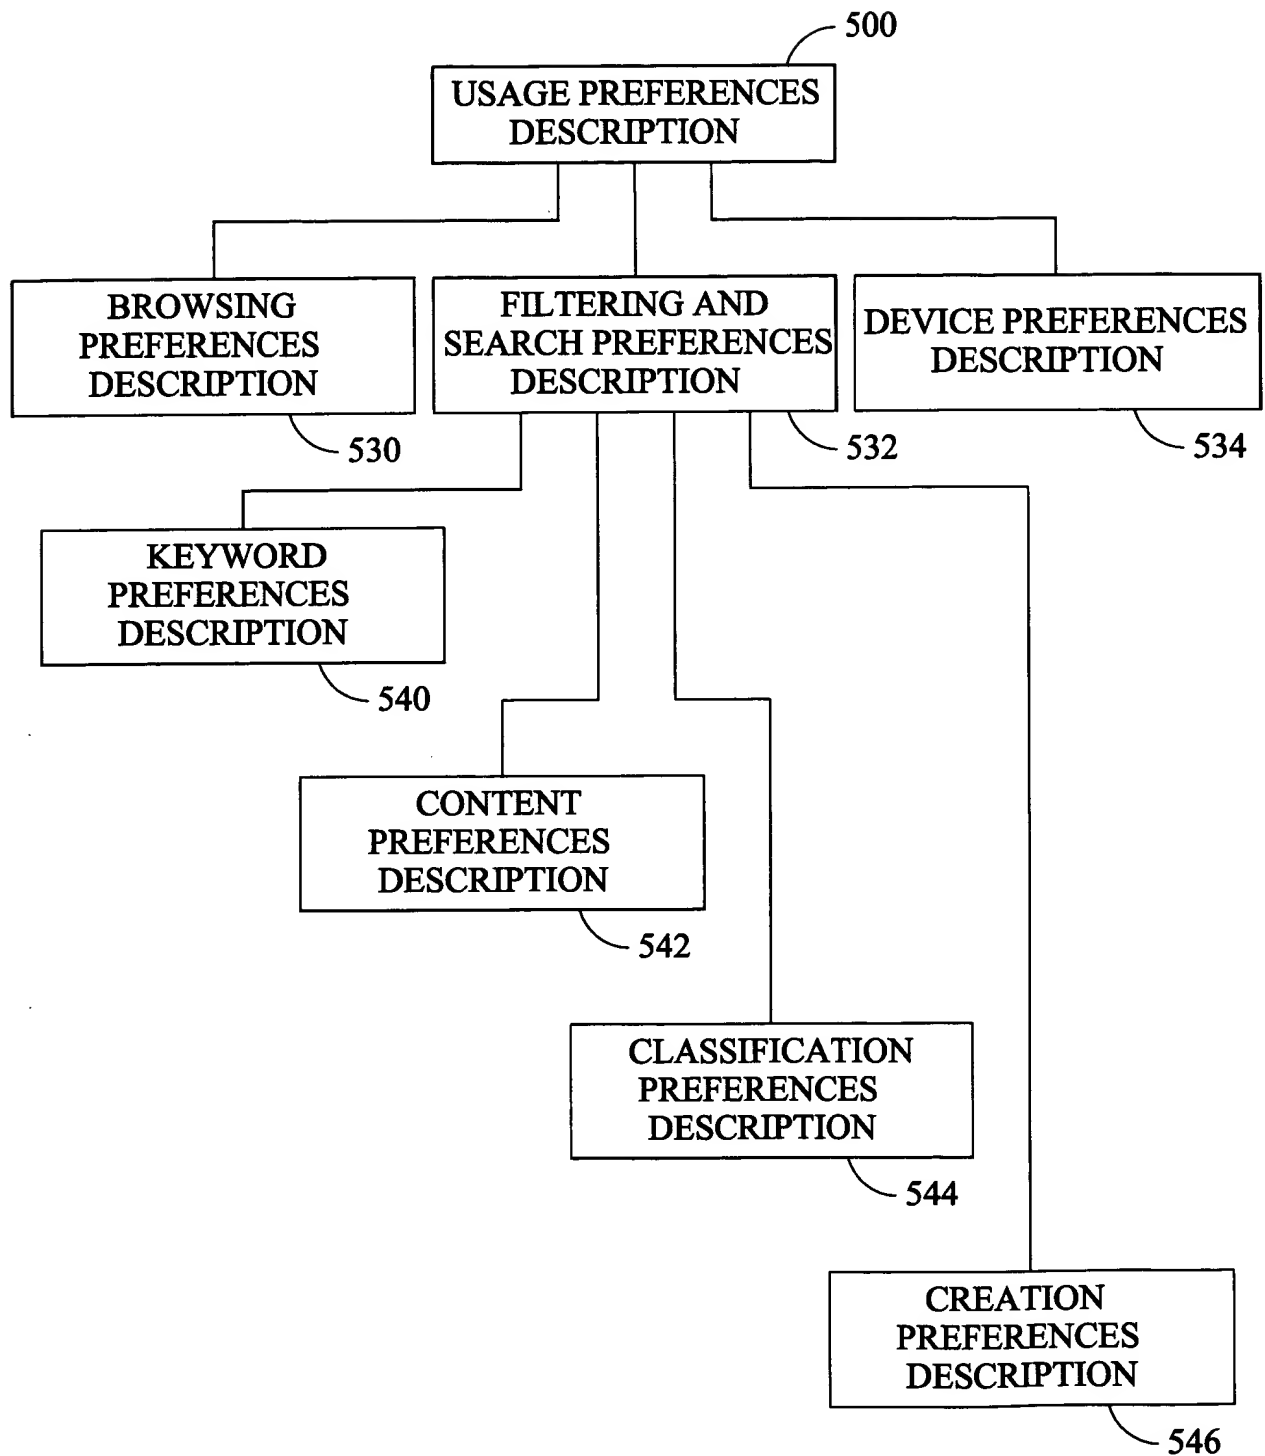 500
USAGE PREFERENCES
DESCRIPTION
BROWSING
PREFERENCES
DESCRIPTION
530
FILTERING AND
SEARCH PREFERENCES
DESCRIPTION
532
DEVICE PREFERENCES
DESCRIPTION
534
KEYWORD
PREFERENCES
DESCRIPTION
540
CONTENT
PREFERENCES
DESCRIPTION
542
CLASSIFICATION
PREFERENCES
DESCRIPTION
544
CREATION
PREFERENCES
DESCRIPTION
546